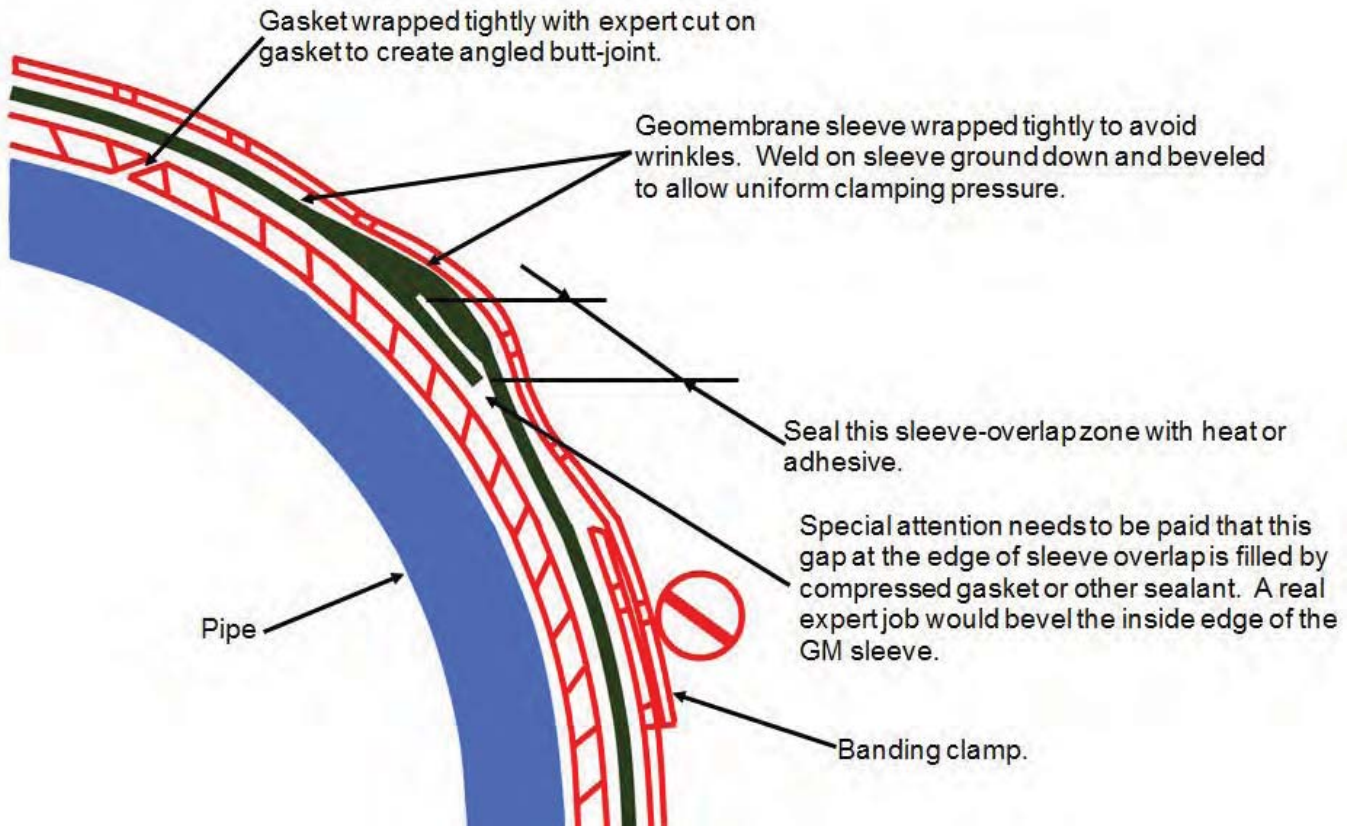 Gasket wrapped tightly with expert cut on
gasket to create angled butt-joint.
Geomembrane sleeve wrapped tightly to avoid
wrinkles. Weld on sleeve ground down and beveled
to allow uniform clamping pressure.
Seal this sleeve-overlap zone with heat or
adhesive.
Special attention needs to be paid that this
gap at the edge of sleeve overlap is filled by
compressed gasket or other sealant. A real
expert job would bevel the inside edge of the
GM sleeve.
Pipe
Banding clamp.